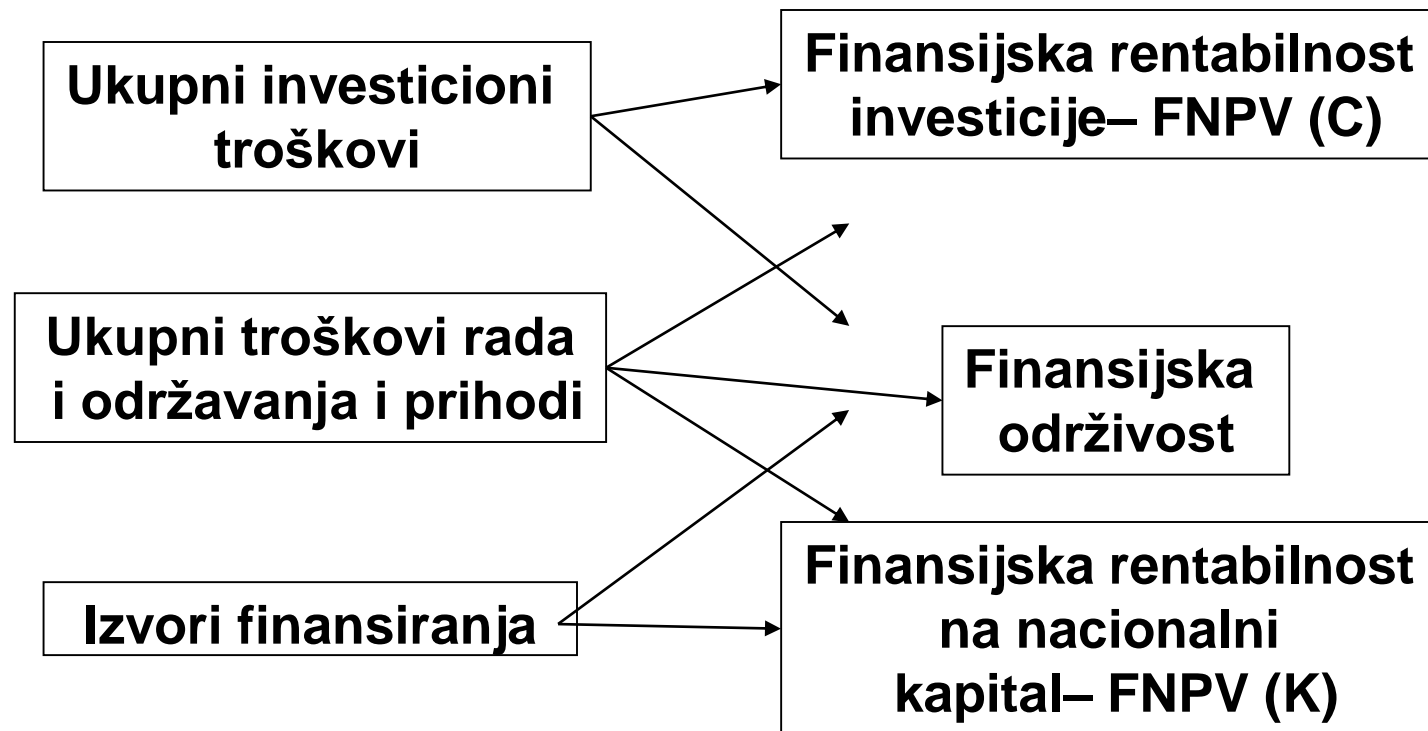 Ukupni investicioni
troškovi
Finansijska rentabilnost
investicije– FNPV (C)
Ukupni troškovi rada
i održavanja i prihodi
Finansijska
održivost
Izvori finansiranja
Finansijska rentabilnost
na nacionalni
kapital– FNPV (K)